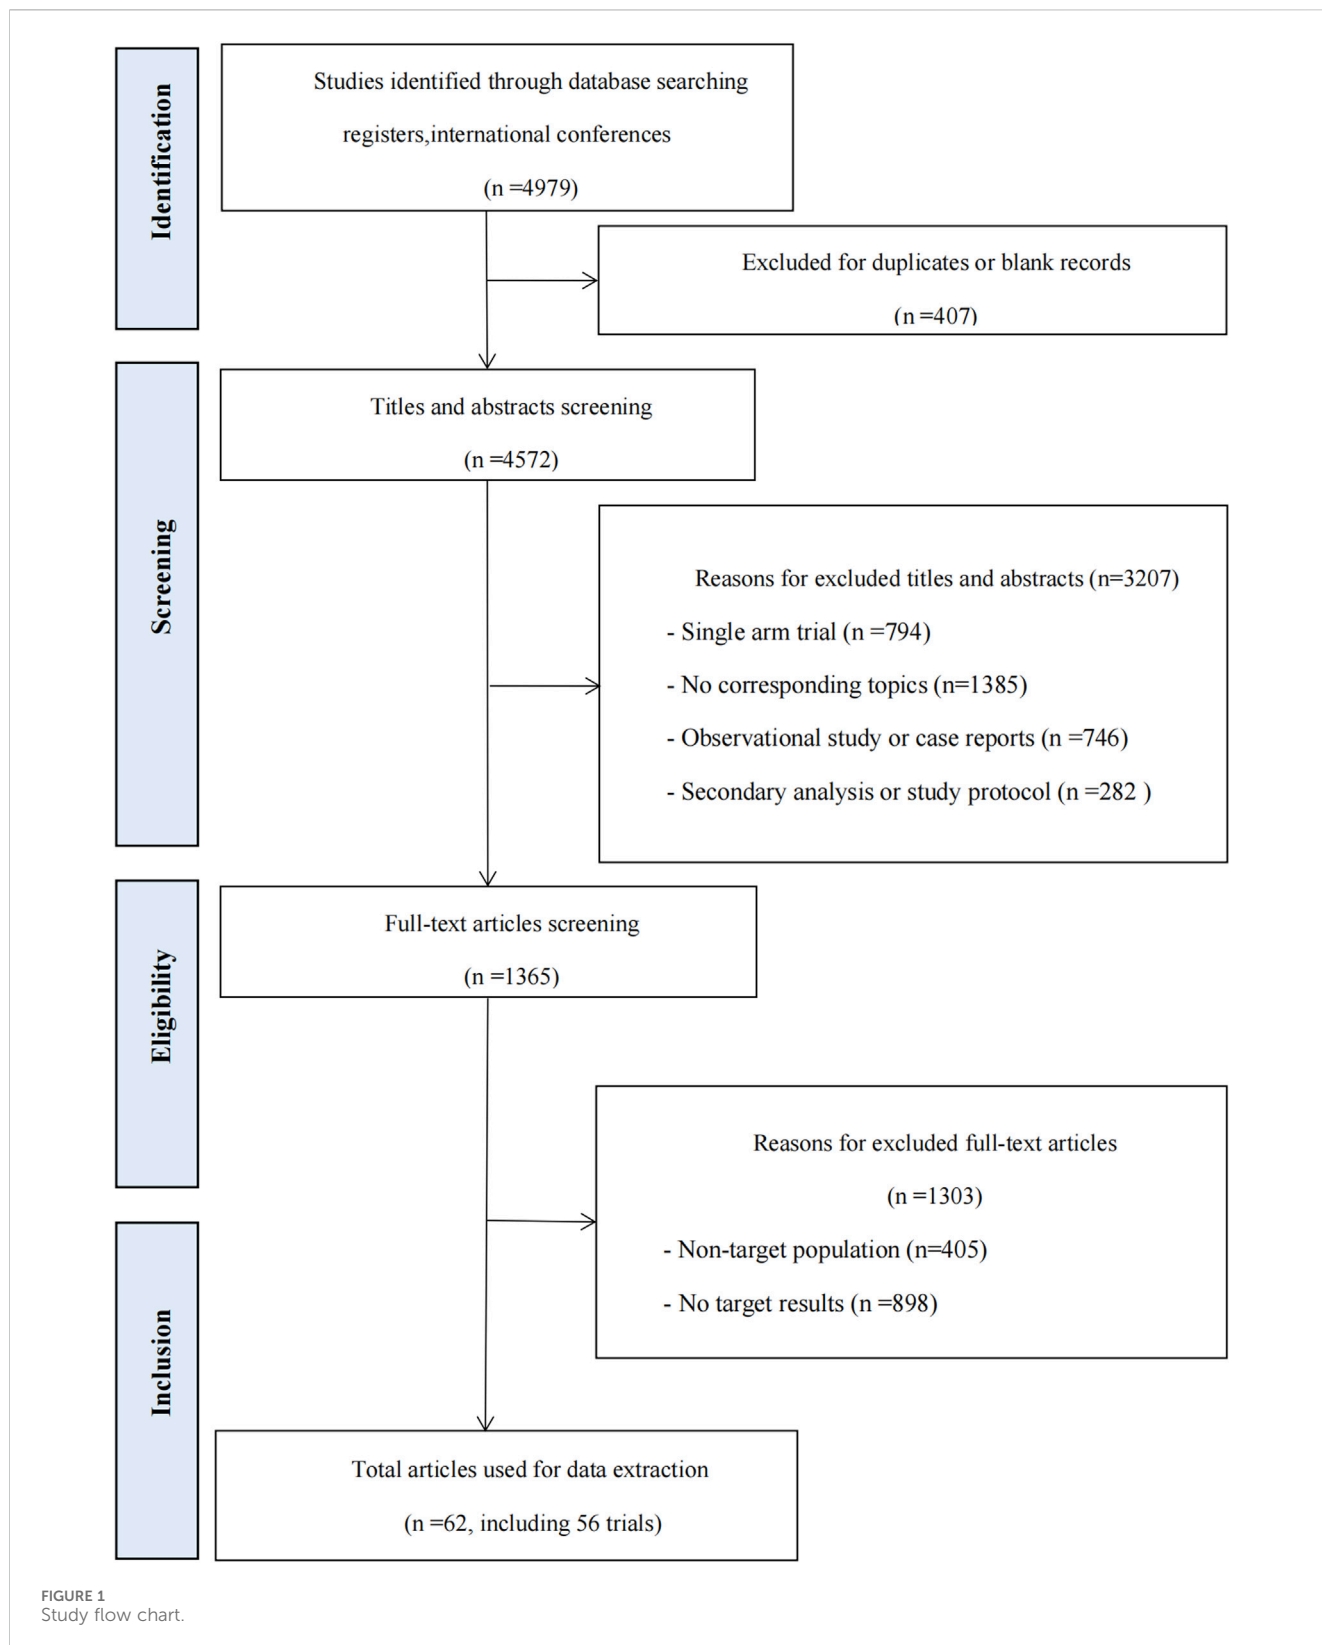 Identification
Studies identified through database searching
registers,international conferences
(n =4979)
Excluded for duplicates or blank records
(n =407)
Screening
Titles and abstracts screening
(n =4572)
Reasons for excluded titles and abstracts (n=3207)
- Single arm trial (n =794)
- No corresponding topics (n=1385)
- Observational study or case reports (n =746)
- Secondary analysis or study protocol (n =282 )
Eligibility
Full-text articles screening
(n =1365)
Reasons for excluded full-text articles
(n =1303)
- Non-target population (n=405)
- No target results (n =898)
Inclusion
Total articles used for data extraction
(n =62, including 56 trials)
FIGURE 1
Study flow chart.